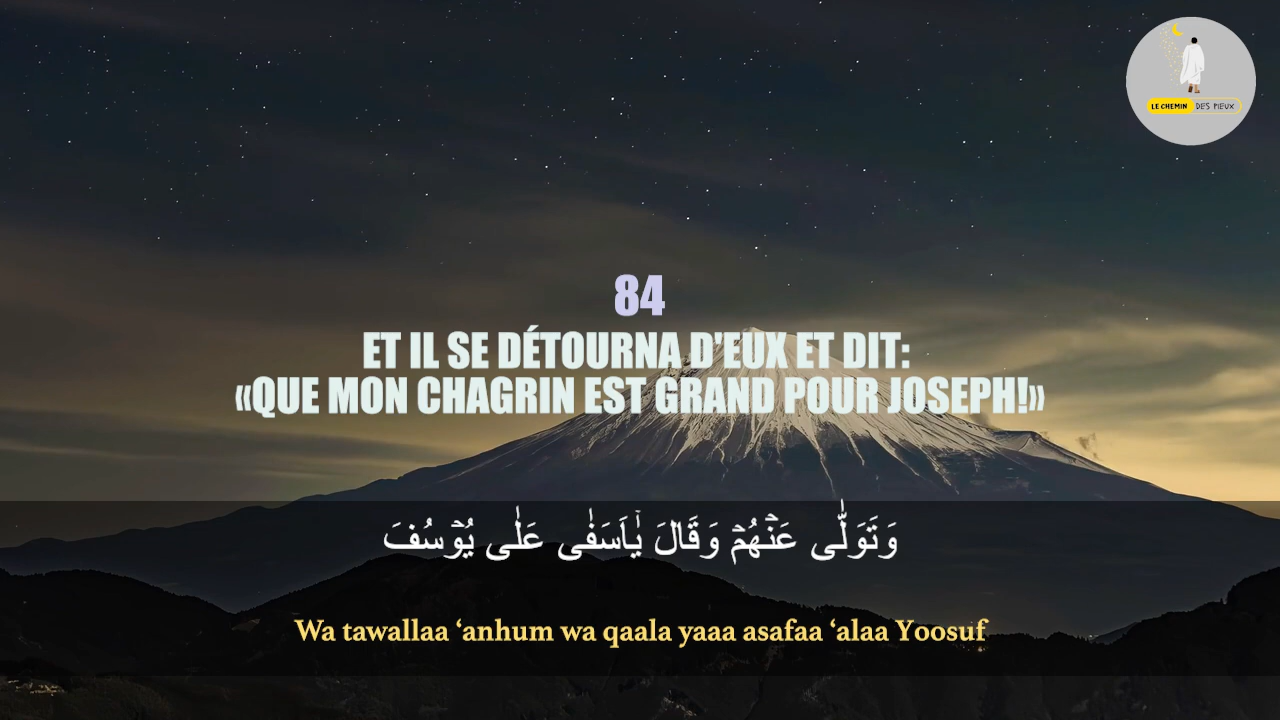 LE CHEMIN DES PIEUX
84
ET IL SE DÉTOURNA D'EUX ET DIT:
«QUE MON CHAGRIN EST GRAND POUR JOSEPH!»
وَتَوَلّٰى عَنۡهُمۡ وَقَالَ يٰۤاَسَفٰى عَلٰى يُوۡسُفَ
Wa tawallaa ‘anhum wa qaala yaaa asafaa ‘alaa Yoosuf